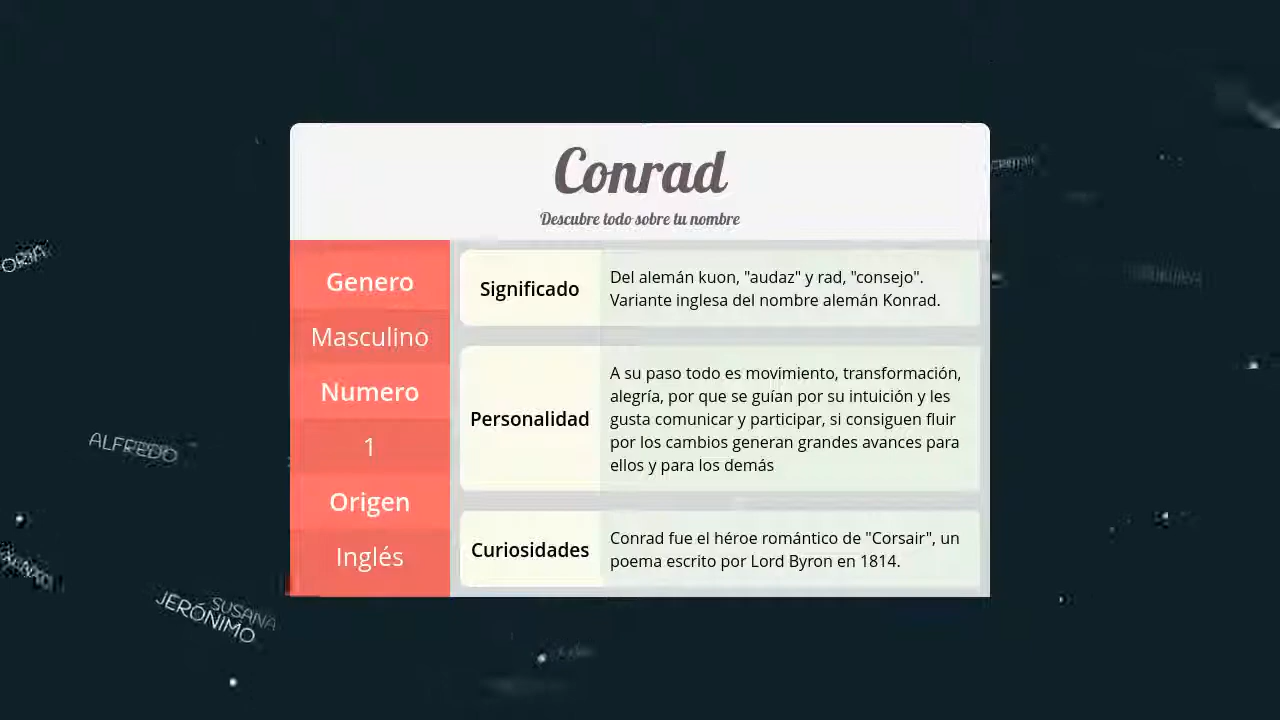 Conrad
Descubre todo sobre tu nombre
Genero
Masculino
Numero
1
Origen
Inglés
Significado
Del alemán kuon, "audaz" y rad, "consejo".
Variante inglesa del nombre alemán Konrad.
Personalidad
A su paso todo es movimiento, transformación,
alegría, por que se guían por su intuición y les
gusta comunicar y participar, si consiguen fluir
por los cambios generan grandes avances para
ellos y para los demás
Curiosidades
Conrad fue el héroe romántico de "Corsair", un
poema escrito por Lord Byron en 1814.
ALFREDO
SUSANA
JERÓNIMO